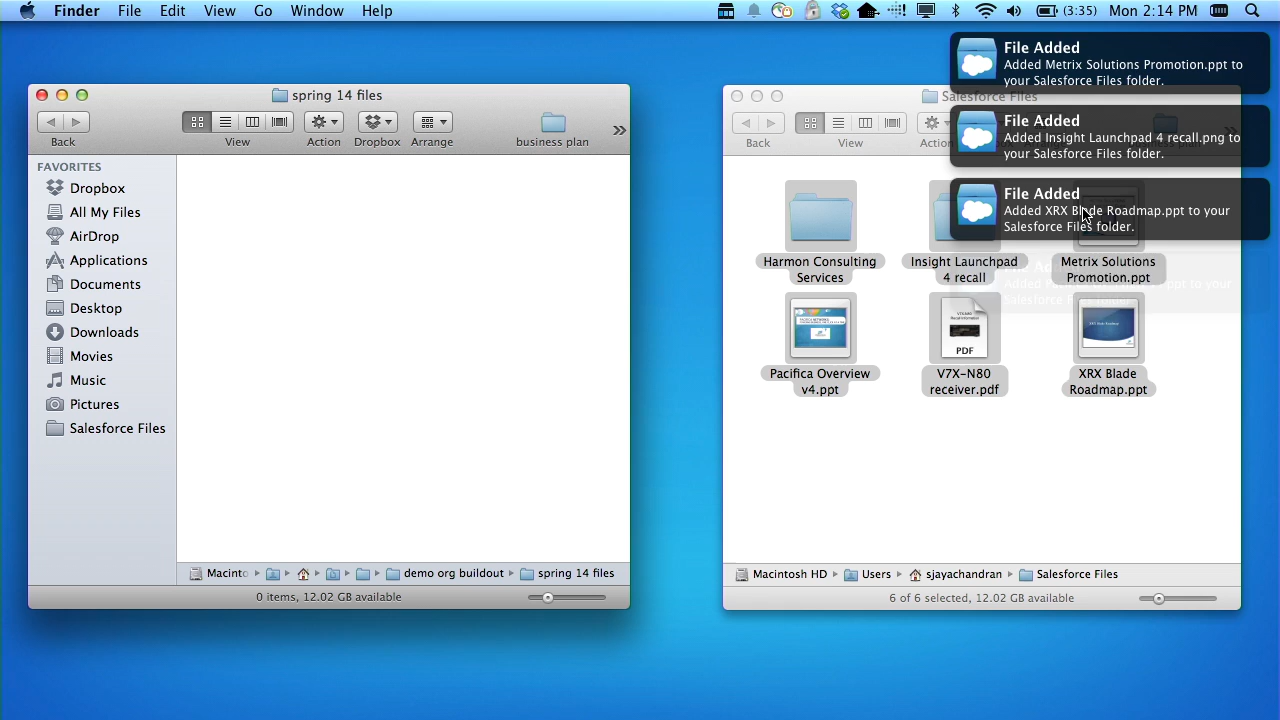 Finder File Edit View Go Window Help (3:35) Mon 2:14 PM
spring 14 files
Back View Action Dropbox Arrange business plan
FAVORITES
Dropbox
All My Files
AirDrop
Applications
Documents
Desktop
Downloads
Movies
Music
Pictures
Salesforce Files
demo org buildout spring 14 files
0 items, 12.02 GB available
File Added
Added Metrix Solutions Promotion.ppt to
your Salesforce Files folder.
File Added
Added Insight Launchpad 4 recall.png to
your Salesforce Files folder.
File Added
Added XRX Blade Roadmap.ppt to your
Salesforce Files folder.
Salesforce Files
Back View
Harmon Consulting
Services
Insight Launchpad
4 recall
Metrix Solutions
Promotion.ppt
Pacifica Overview
v4.ppt
PDF
V7X-N80
receiver.pdf
XRX Blade
Roadmap.ppt
Macintosh HD Users sjayachandran Salesforce Files
6 of 6 selected, 12.02 GB available